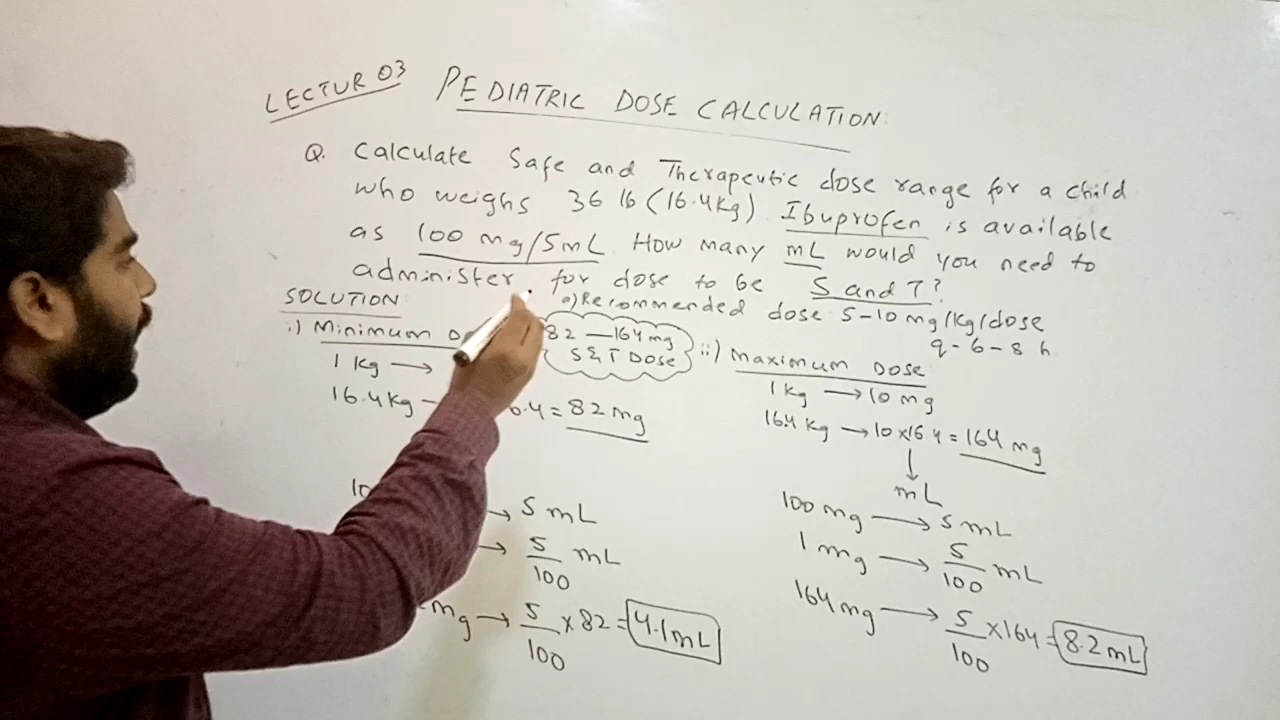 LECTUR 03
PEDIATRIC DOSE CALCULATION:
Q. Calculate Safe and Therapeutic dose range for a child
who weighs 36 lb (16.4kg) Ibuprofen is available
as 100 mg/5mL. How many mL would you need to
administer for dose to be S and T?
a) Recommended dose 5-10 mg/kg/dose
q-6-8 h
SOLUTION:
i) Minimum
82 — 164 mg
S & T DOSE
1 kg →
16.4 kg
6.4 = 82 mg
→ 5 mL
→ 5/100 mL
mg → 5/100 × 82 = 4.1mL
ii) Maximum DOSE
1 kg → 10 mg
16.4 kg → 10×16.4 = 164 mg
↓
mL
100 mg → 5 mL
1 mg → 5/100 mL
164 mg → 5/100 ×164 = 8.2 mL